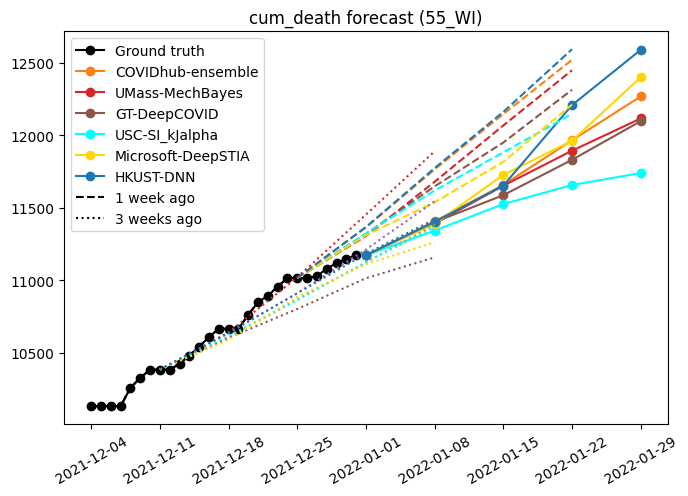 cum_death forecast (55_WI)
12500
12000
11500
11000
10500
Ground truth
COVIDhub-ensemble
UMass-MechBayes
GT-DeepCOVID
USC-SI_kJalpha
Microsoft-DeepSTIA
HKUST-DNN
1 week ago
3 weeks ago
2021-12-04
2021-12-11
2021-12-18
2021-12-25
2022-01-01
2022-01-08
2022-01-15
2022-01-22
2022-01-29